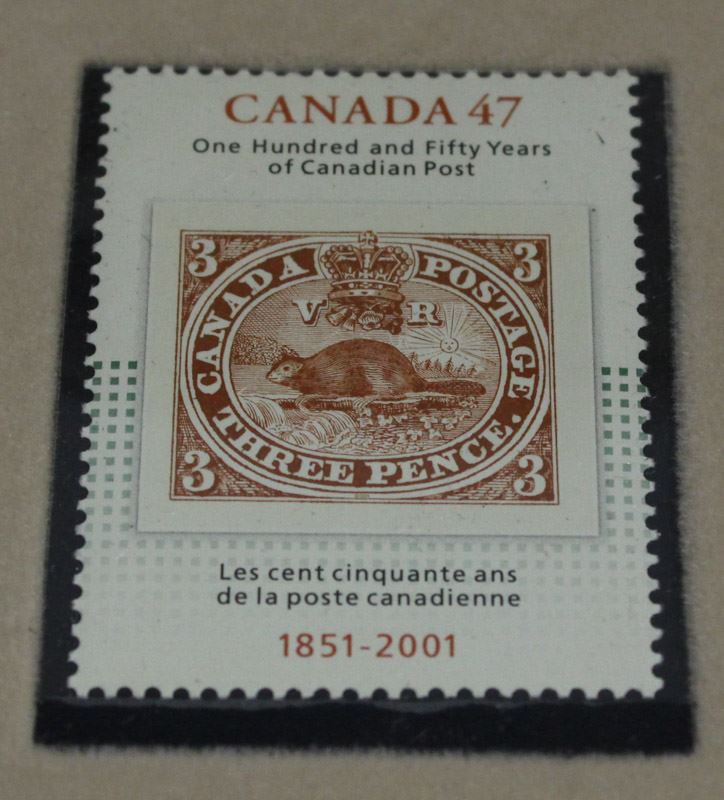 CANADA 47
One Hundred and Fifty Years
of Canadian Post
3 3
CANADA POSTAGE
V R
THREE PENCE.
3 3
Les cent cinquante ans
de la poste canadienne
1851-2001